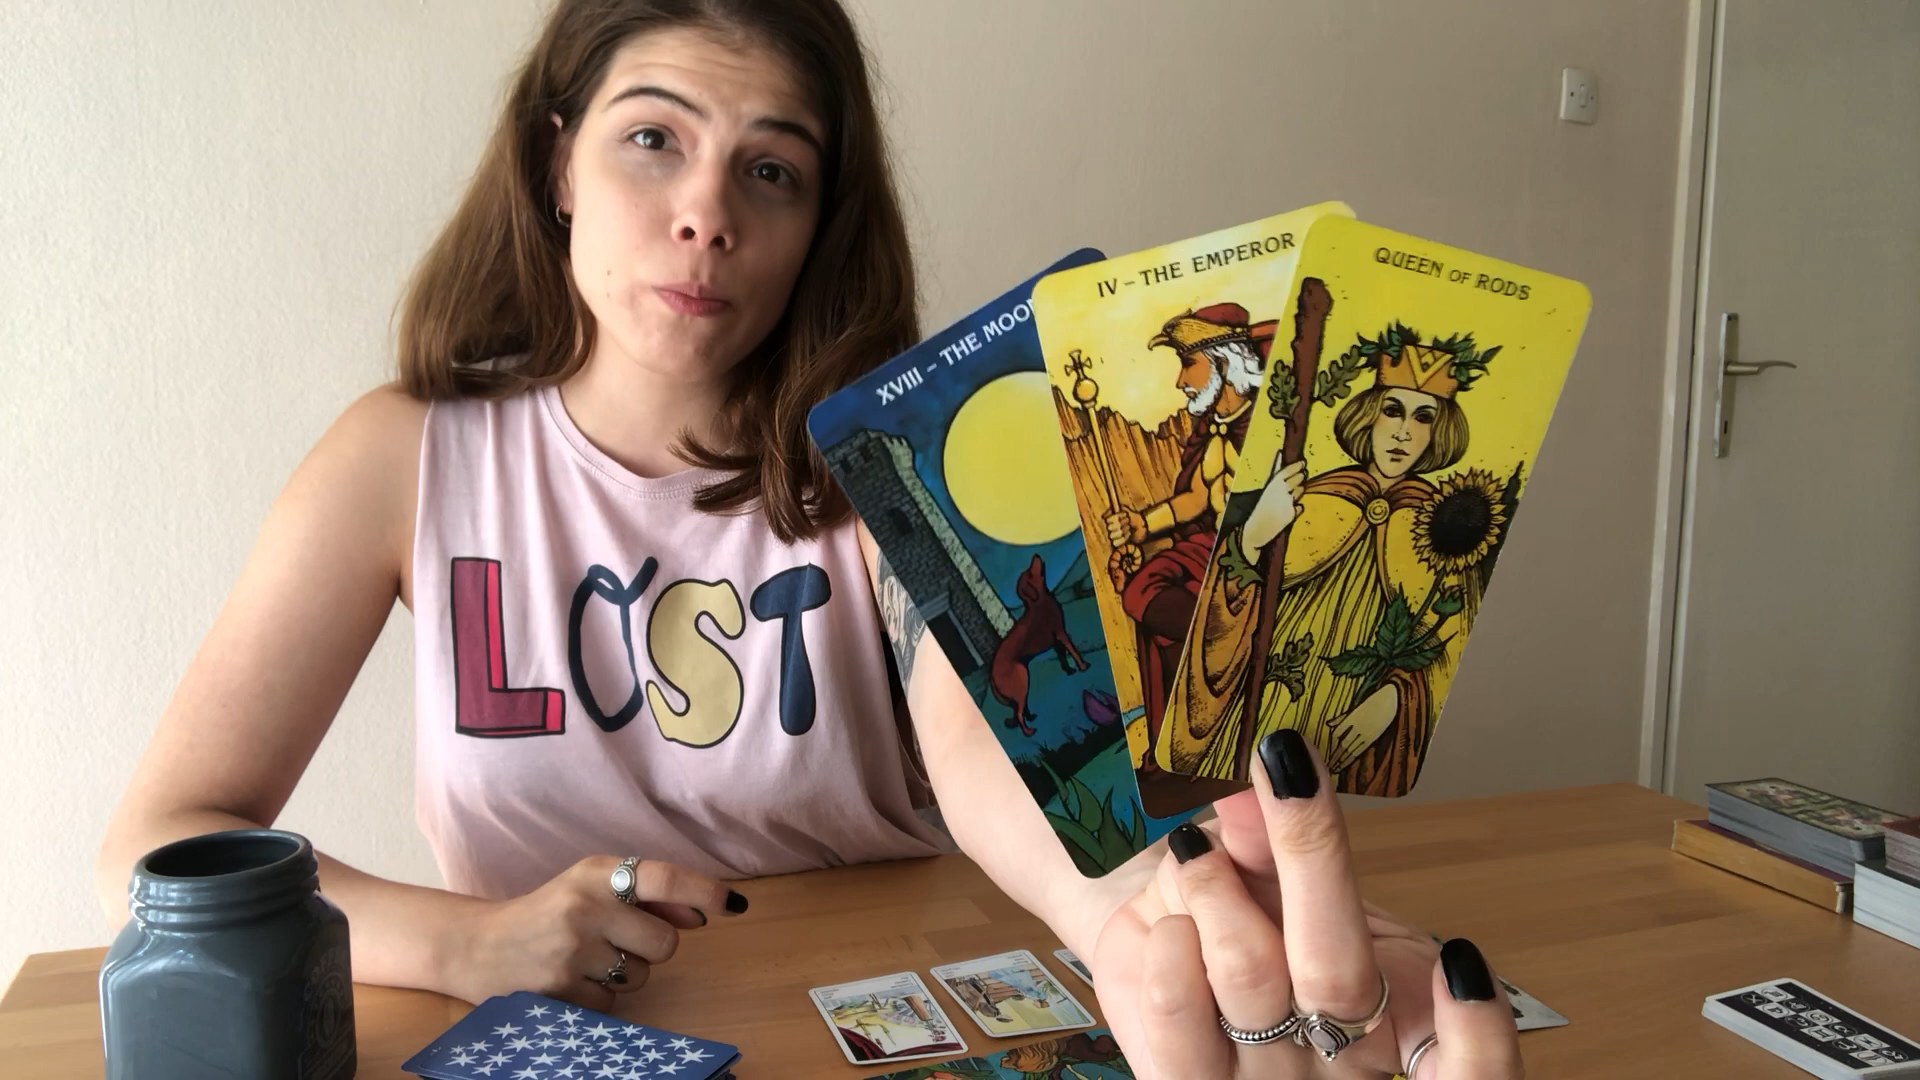 XVIII – THE MOO
IV – THE EMPEROR
QUEEN OF RODS
LOST